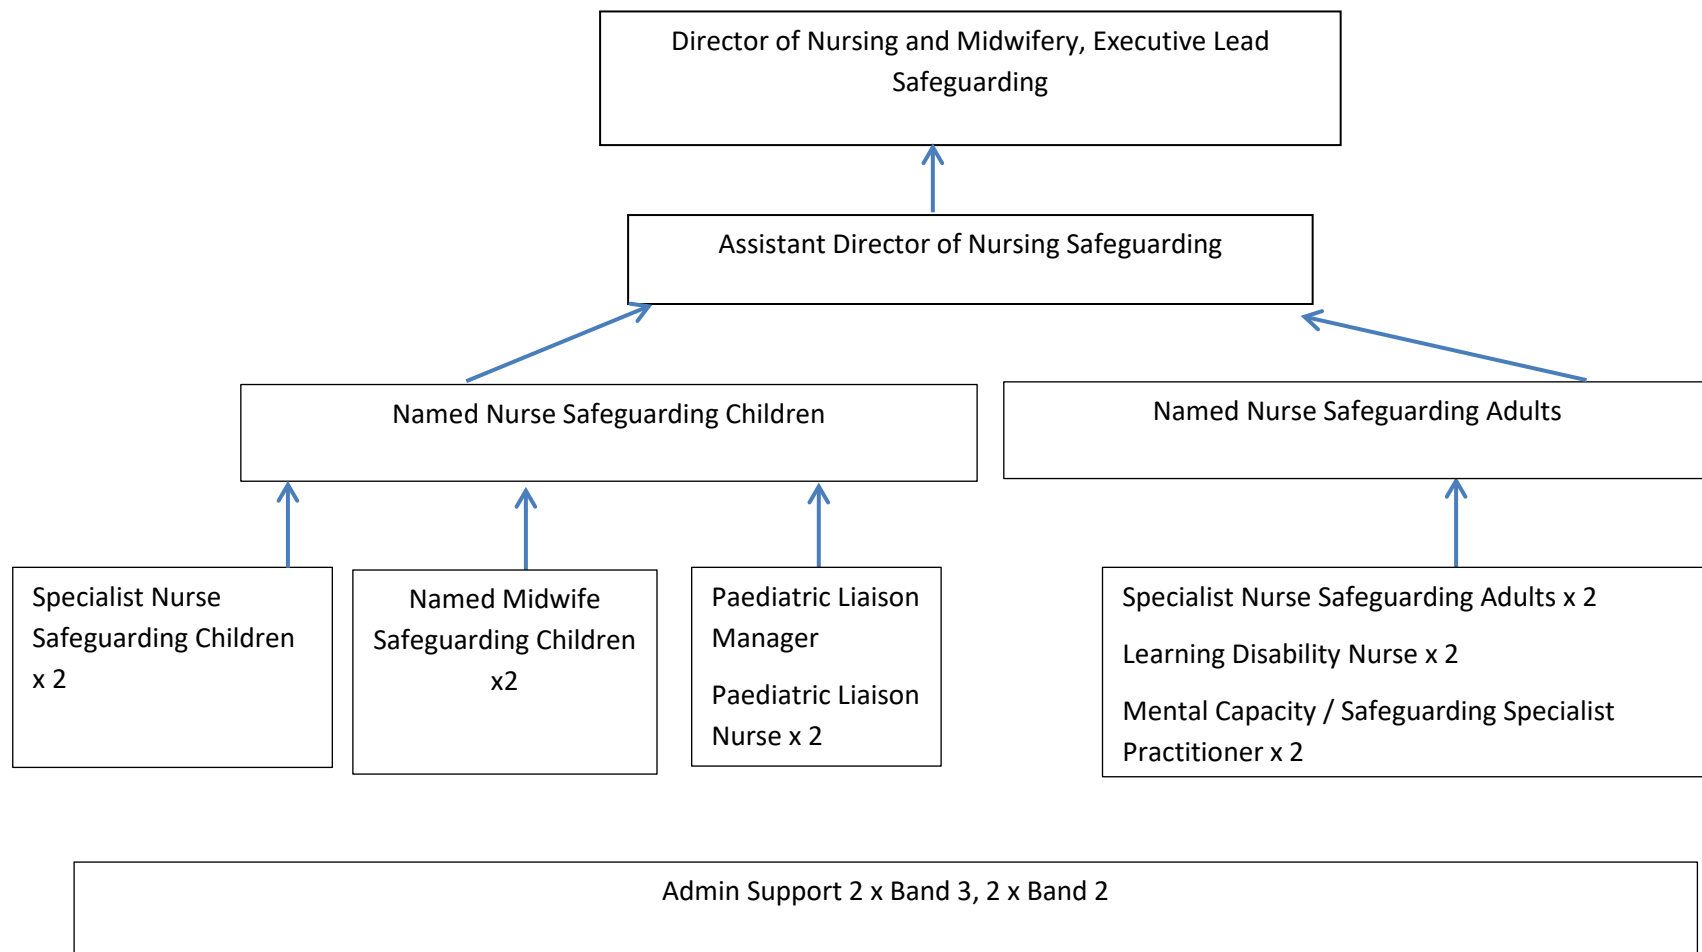 Director of Nursing and Midwifery, Executive Lead
Safeguarding
Assistant Director of Nursing Safeguarding
Named Nurse Safeguarding Children
Named Nurse Safeguarding Adults
Specialist Nurse
Safeguarding Children
x 2
Named Midwife
Safeguarding Children
x2
Paediatric Liaison
Manager
Paediatric Liaison
Nurse x 2
Specialist Nurse Safeguarding Adults x 2
Learning Disability Nurse x 2
Mental Capacity / Safeguarding Specialist
Practitioner x 2
Admin Support 2 x Band 3, 2 x Band 2